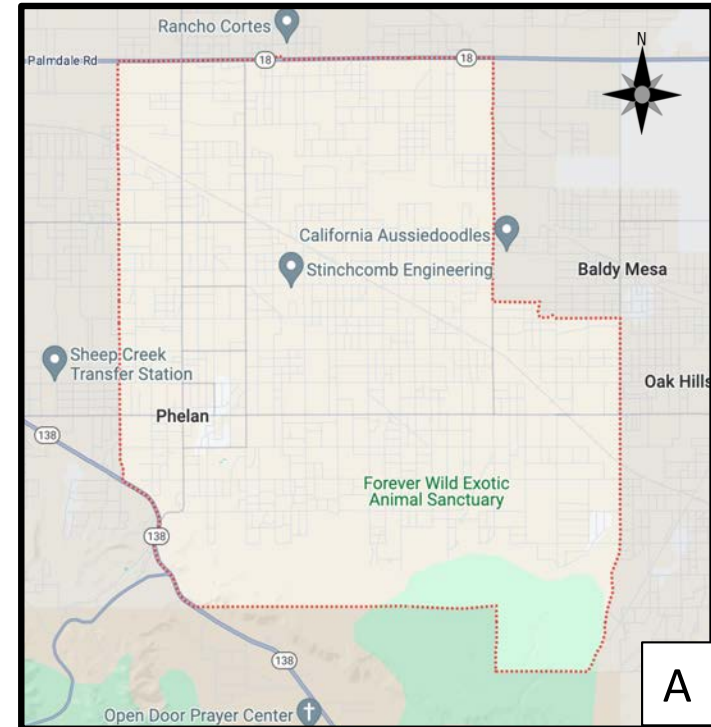 Rancho Cortes
N
Palmdale Rd
18
18
California Aussiedoodles
Stinchcomb Engineering
Baldy Mesa
Sheep Creek
Transfer Station
Oak Hills
Phelan
138
Forever Wild Exotic
Animal Sanctuary
138
138
A
Open Door Prayer Center